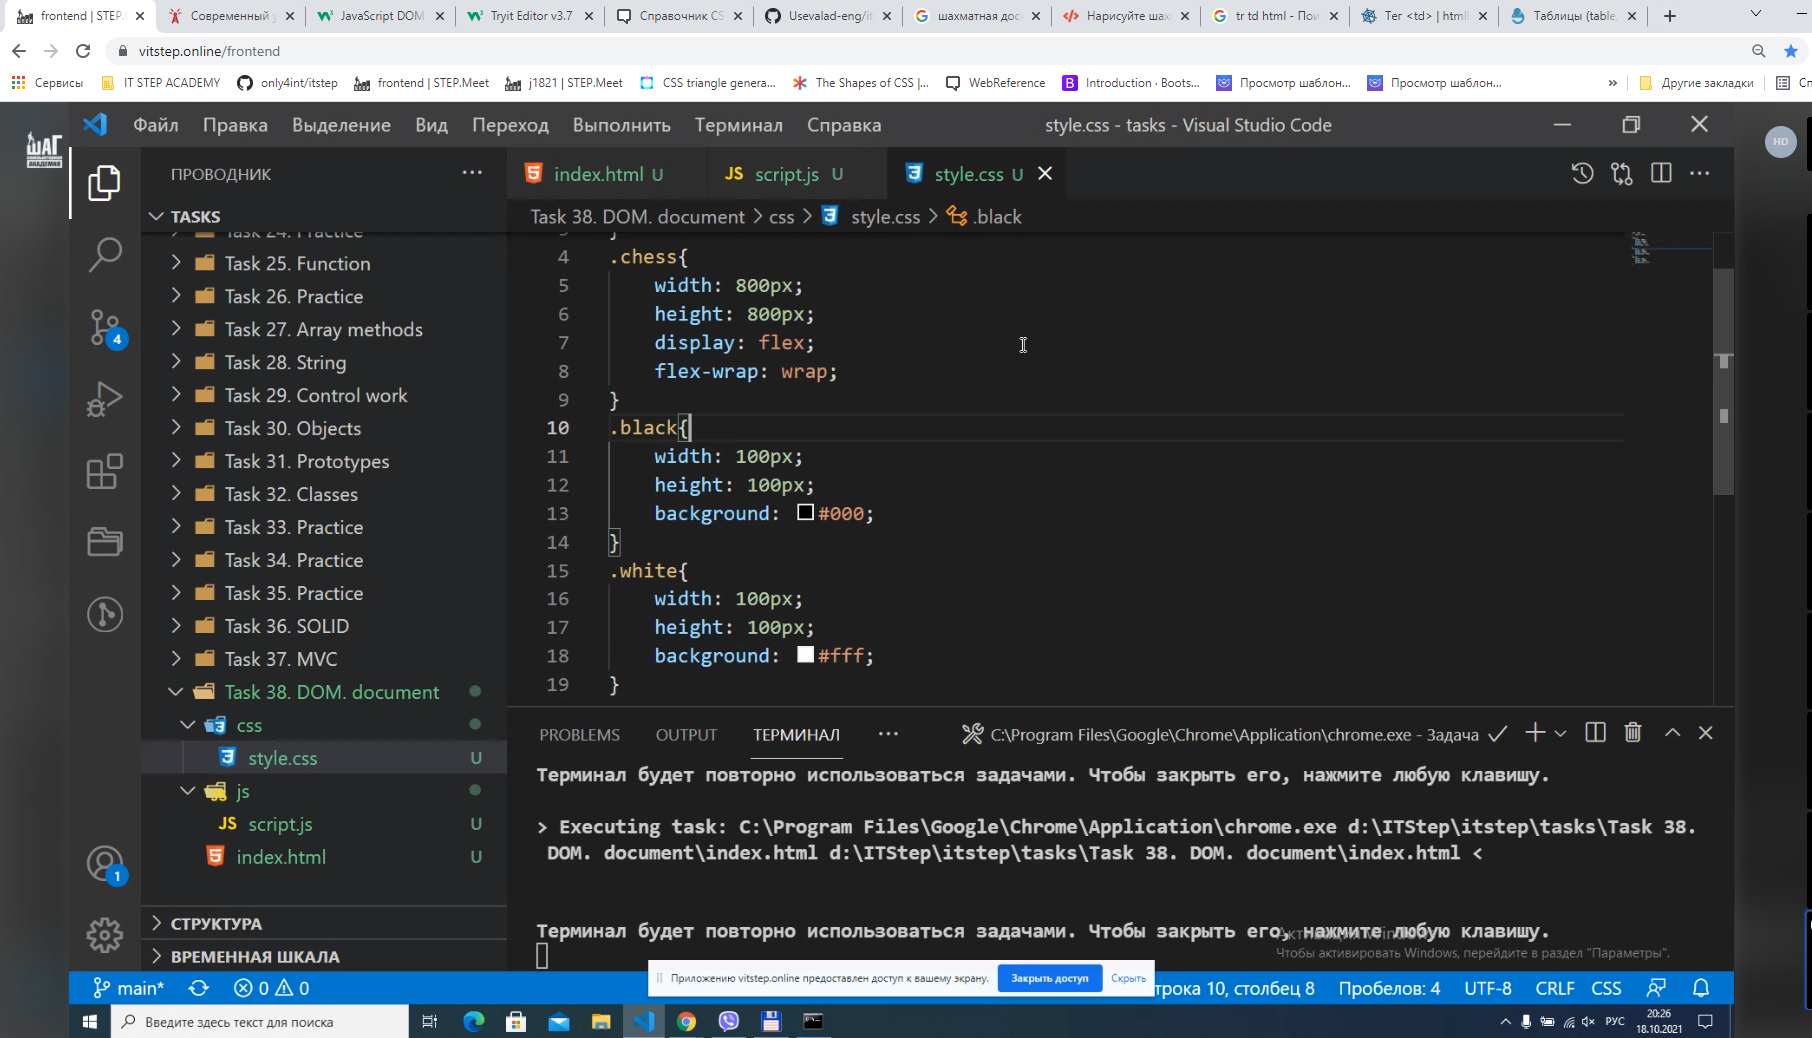 frontend | STEP.
Современный
JavaScript DOM
Tryit Editor v3.7
Справочник CS
Usevalad-eng/it
шахматная дос
Нарисуйте шах
tr td html - Пои
Тег <td> | html
Таблицы (table
vitstep.online/frontend
Сервисы
IT STEP ACADEMY
only4int/itstep
frontend | STEP.Meet
j1821 | STEP.Meet
CSS triangle genera...
The Shapes of CSS |...
WebReference
Introduction · Boots...
Просмотр шаблон...
Просмотр шаблон...
»
Другие закладки
Сп
ШАГ
Файл Правка Выделение Вид Переход Выполнить Терминал Справка
style.css - tasks - Visual Studio Code
HD
ПРОВОДНИК
index.html U
JS script.js U
style.css U
TASKS
Task 38. DOM. document > css > style.css > .black
Task 24. Practice
Task 25. Function
Task 26. Practice
Task 27. Array methods
Task 28. String
Task 29. Control work
Task 30. Objects
Task 31. Prototypes
Task 32. Classes
Task 33. Practice
Task 34. Practice
Task 35. Practice
Task 36. SOLID
Task 37. MVC
Task 38. DOM. document
css
style.css U
js
JS script.js U
index.html U
СТРУКТУРА
ВРЕМЕННАЯ ШКАЛА
4
1
3 }
4 .chess{
5 width: 800px;
6 height: 800px;
7 display: flex;
8 flex-wrap: wrap;
9 }
10 .black{
11 width: 100px;
12 height: 100px;
13 background: #000;
14 }
15 .white{
16 width: 100px;
17 height: 100px;
18 background: #fff;
19 }
PROBLEMS OUTPUT ТЕРМИНАЛ
C:\Program Files\Google\Chrome\Application\chrome.exe - Задача
Терминал будет повторно использоваться задачами. Чтобы закрыть его, нажмите любую клавишу.
> Executing task: C:\Program Files\Google\Chrome\Application\chrome.exe d:\ITStep\itstep\tasks\Task 38.
DOM. document\index.html d:\ITStep\itstep\tasks\Task 38. DOM. document\index.html <
Терминал будет повторно использоваться задачами. Чтобы закрыть его, нажмите любую клавишу.
Активация Windows
Чтобы активировать Windows, перейдите в раздел "Параметры".
Приложению vitstep.online предоставлен доступ к вашему экрану.
Закрыть доступ
Скрыть
main* 0 0
трока 10, столбец 8
Пробелов: 4
UTF-8
CRLF
CSS
Введите здесь текст для поиска
РУС
20:26
18.10.2021